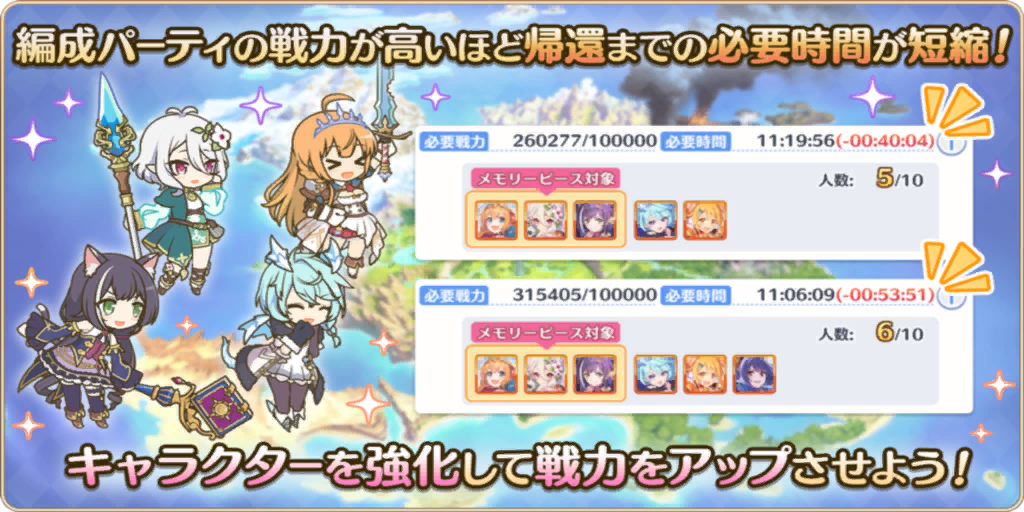 編成パーティの戦力が高いほど帰還までの必要時間が短縮!
必要戦力 260277/100000 必要時間 11:19:56(-00:40:04) i
メモリーピース対象 人数: 5/10
必要戦力 315405/100000 必要時間 11:06:09(-00:53:51) i
メモリーピース対象 人数: 6/10
キャラクターを強化して戦力をアップさせよう!